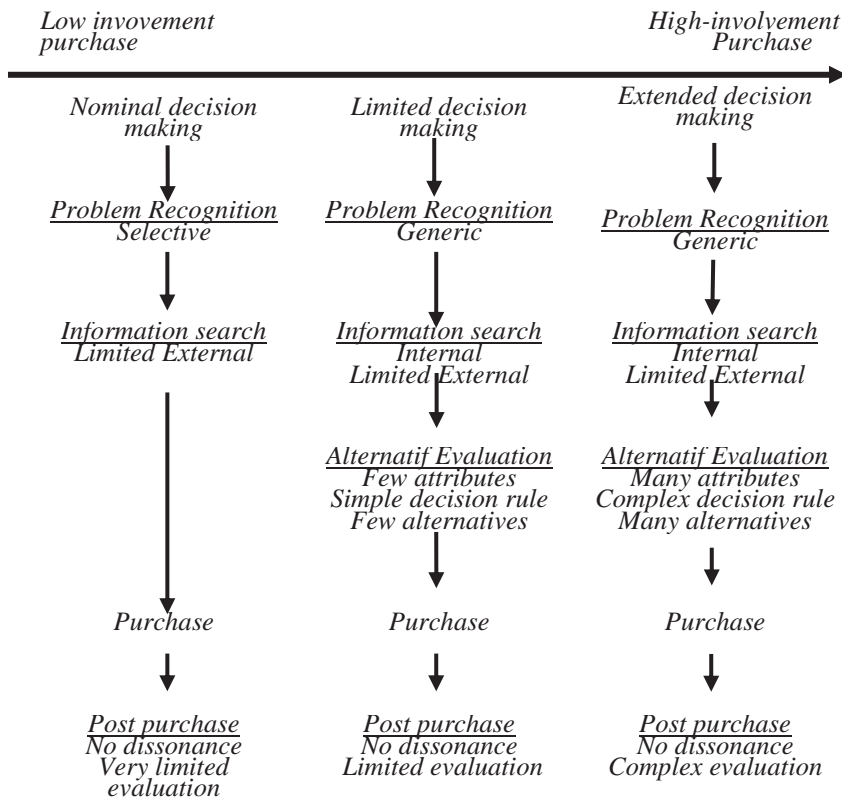 Low invovement
purchase
High-involvement
Purchase
Nominal decision
making
Limited decision
making
Extended decision
making
Problem Recognition
Selective
Problem Recognition
Generic
Problem Recognition
Generic
Information search
Limited External
Information search
Internal
Limited External
Information search
Internal
Limited External
Alternatif Evaluation
Few attributes
Simple decision rule
Few alternatives
Alternatif Evaluation
Many attributes
Complex decision rule
Many alternatives
Purchase
Purchase
Purchase
Post purchase
No dissonance
Very limited
evaluation
Post purchase
No dissonance
Limited evaluation
Post purchase
No dissonance
Complex evaluation